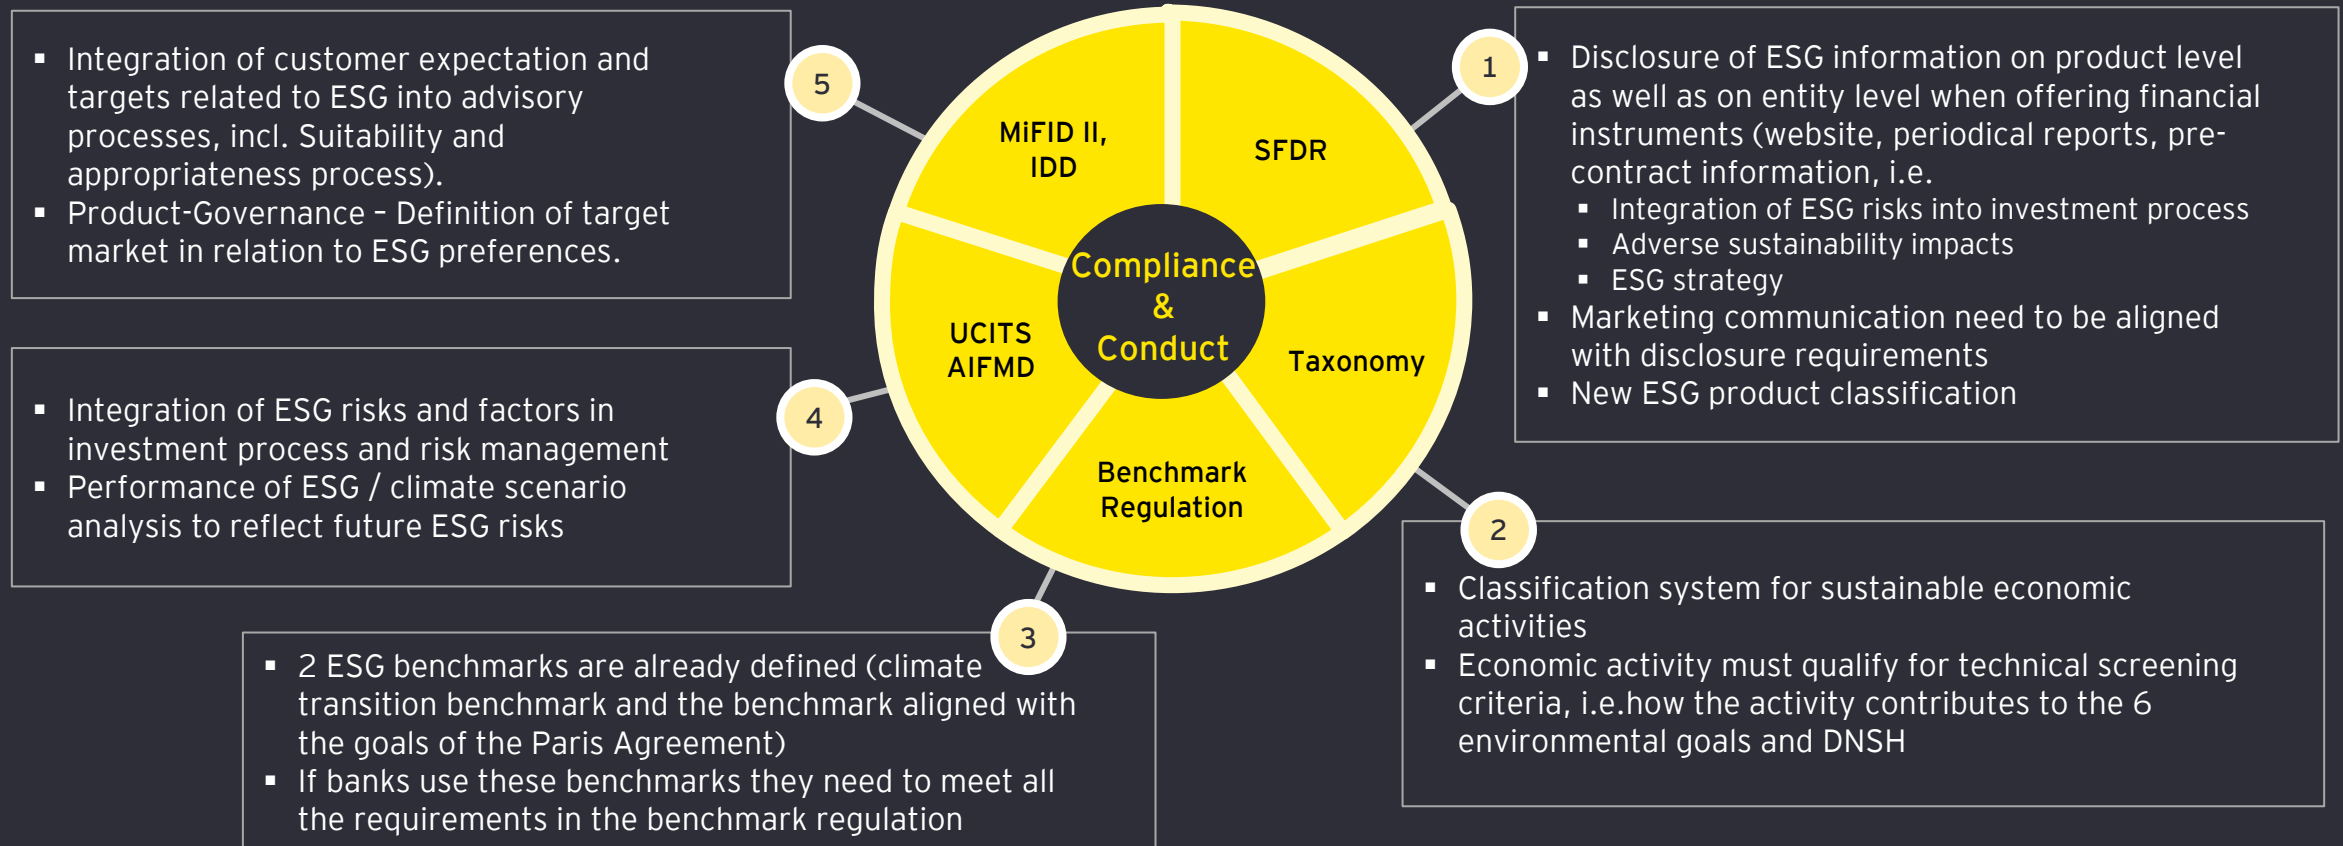 5
▪ Integration of customer expectation and
targets related to ESG into advisory
processes, incl. Suitability and
appropriateness process).
▪ Product-Governance – Definition of target
market in relation to ESG preferences.
4
▪ Integration of ESG risks and factors in
investment process and risk management
▪ Performance of ESG / climate scenario
analysis to reflect future ESG risks
MiFID II,
IDD
SFDR
UCITS
AIFMD
Compliance
&
Conduct
Taxonomy
Benchmark
Regulation
1
▪ Disclosure of ESG information on product level
as well as on entity level when offering financial
instruments (website, periodical reports, pre-
contract information, i.e.
▪ Integration of ESG risks into investment process
▪ Adverse sustainability impacts
▪ ESG strategy
▪ Marketing communication need to be aligned
with disclosure requirements
▪ New ESG product classification
2
▪ Classification system for sustainable economic
activities
▪ Economic activity must qualify for technical screening
criteria, i.e.how the activity contributes to the 6
environmental goals and DNSH
3
▪ 2 ESG benchmarks are already defined (climate
transition benchmark and the benchmark aligned with
the goals of the Paris Agreement)
▪ If banks use these benchmarks they need to meet all
the requirements in the benchmark regulation